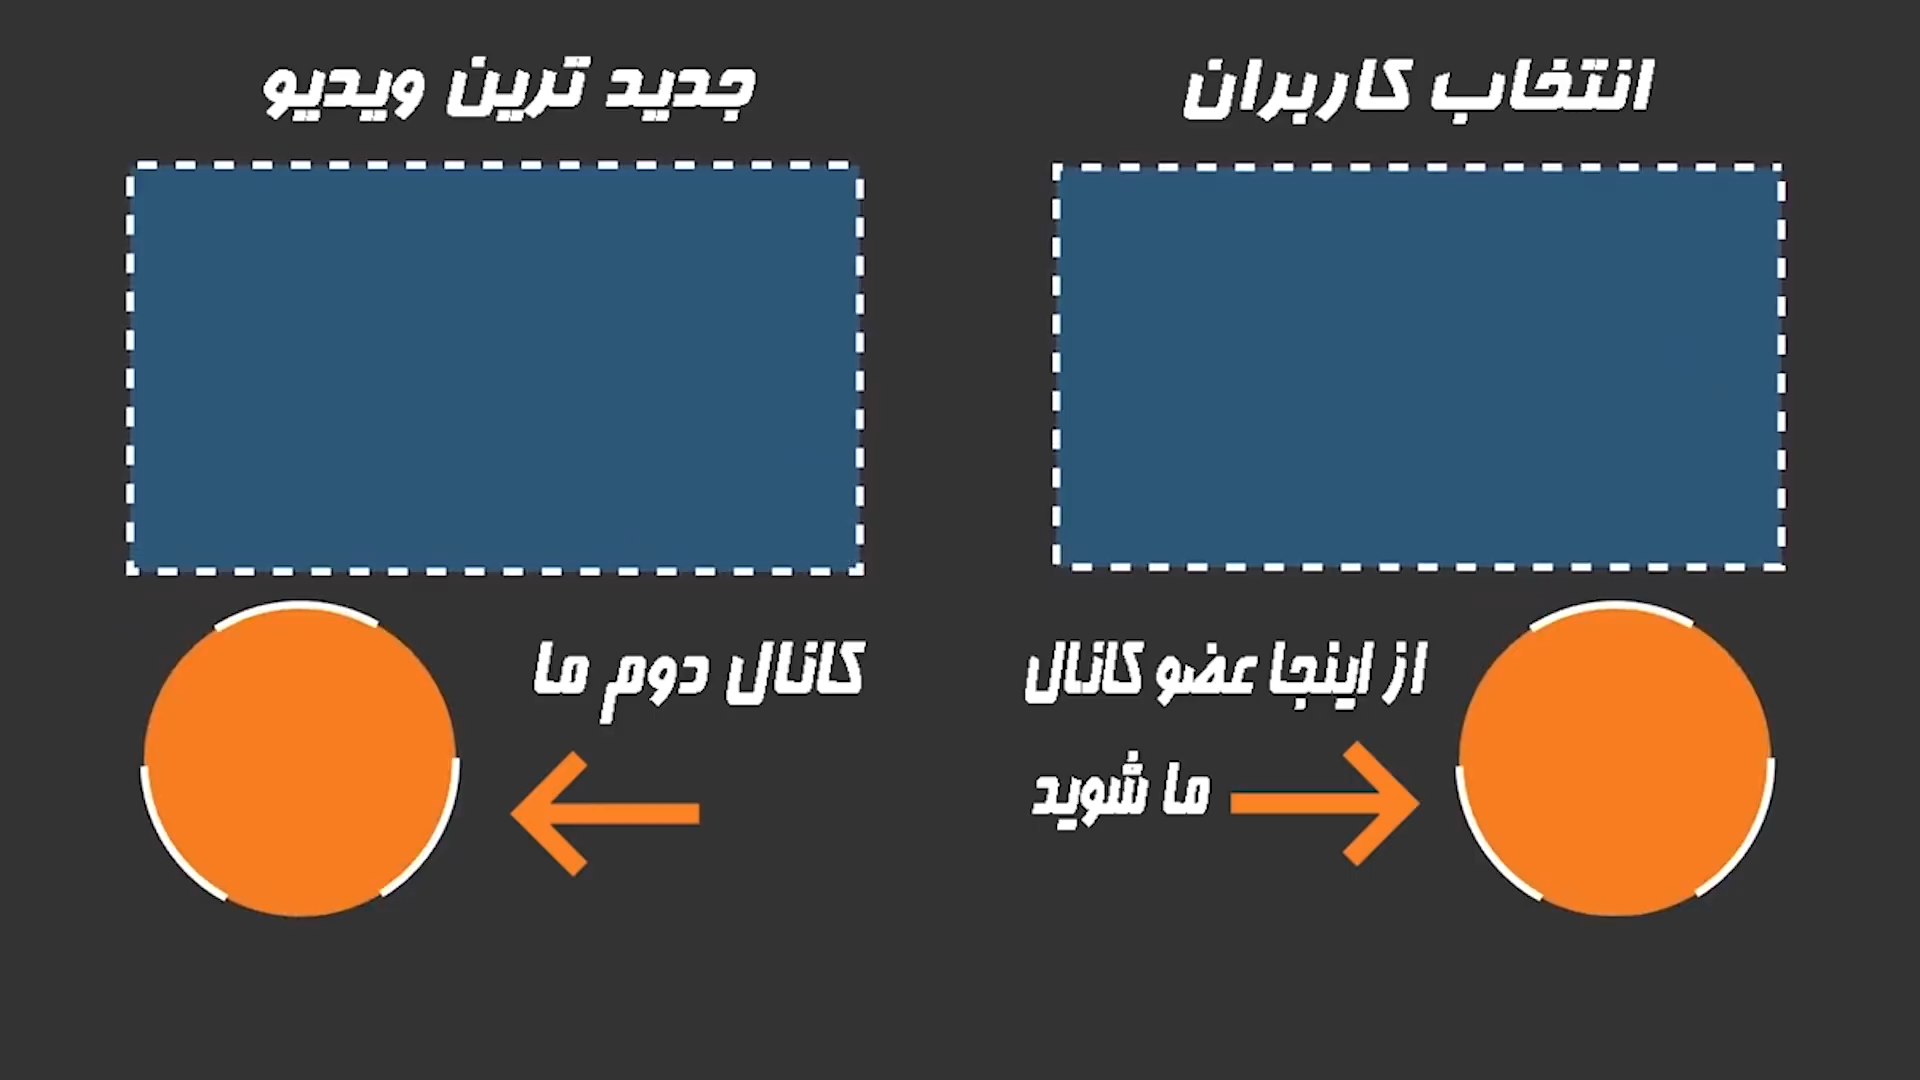 انتخاب کاربران
جدید ترین ویدیو
از اینجا عضو کانال
ما شوید
کانال دوم ما